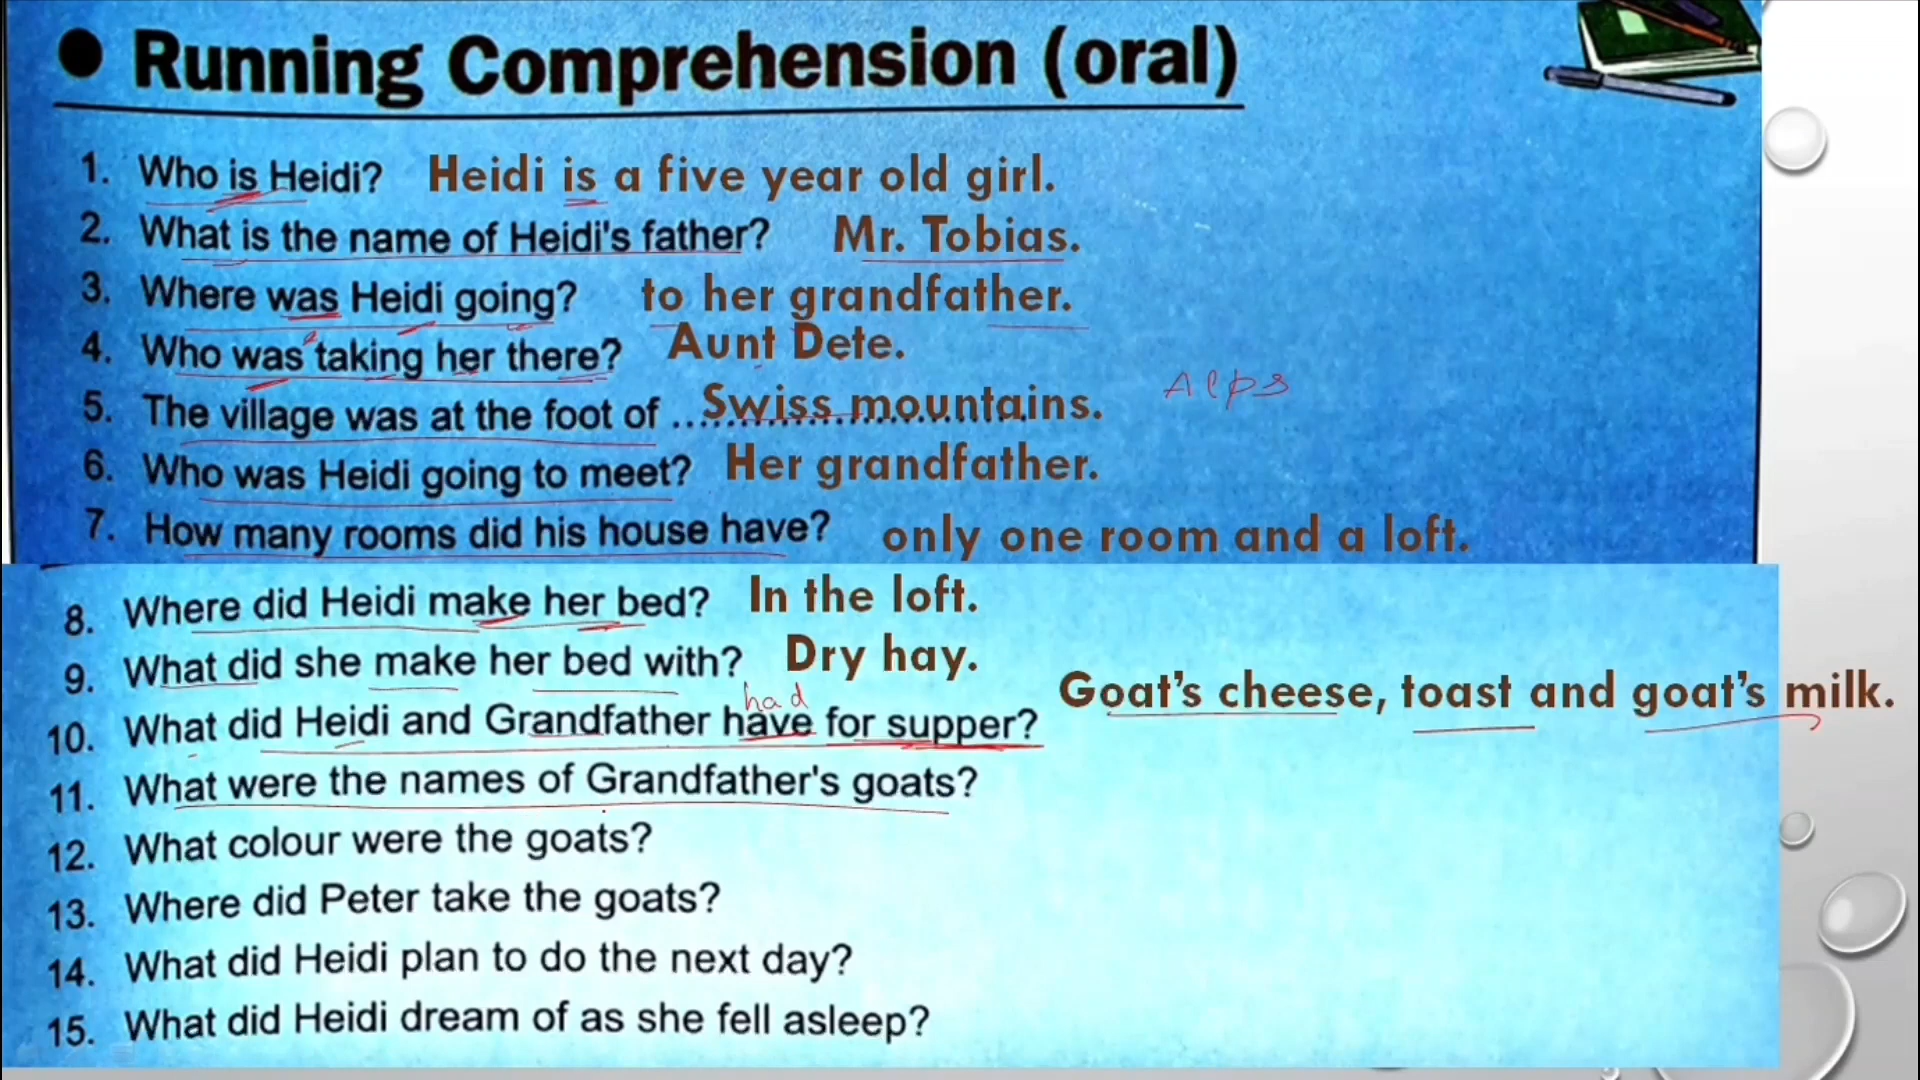 Running Comprehension (oral)
1. Who is Heidi? Heidi is a five year old girl.
2. What is the name of Heidi's father? Mr. Tobias.
3. Where was Heidi going? to her grandfather.
4. Who was taking her there? Aunt Dete.
Alps
5. The village was at the foot of ...Swiss mountains.
6. Who was Heidi going to meet? Her grandfather.
7. How many rooms did his house have? only one room and a loft.
8. Where did Heidi make her bed? In the loft.
9. What did she make her bed with? Dry hay.
had
10. What did Heidi and Grandfather have for supper? Goat's cheese, toast and goat's milk.
11. What were the names of Grandfather's goats?
12. What colour were the goats?
13. Where did Peter take the goats?
14. What did Heidi plan to do the next day?
15. What did Heidi dream of as she fell asleep?